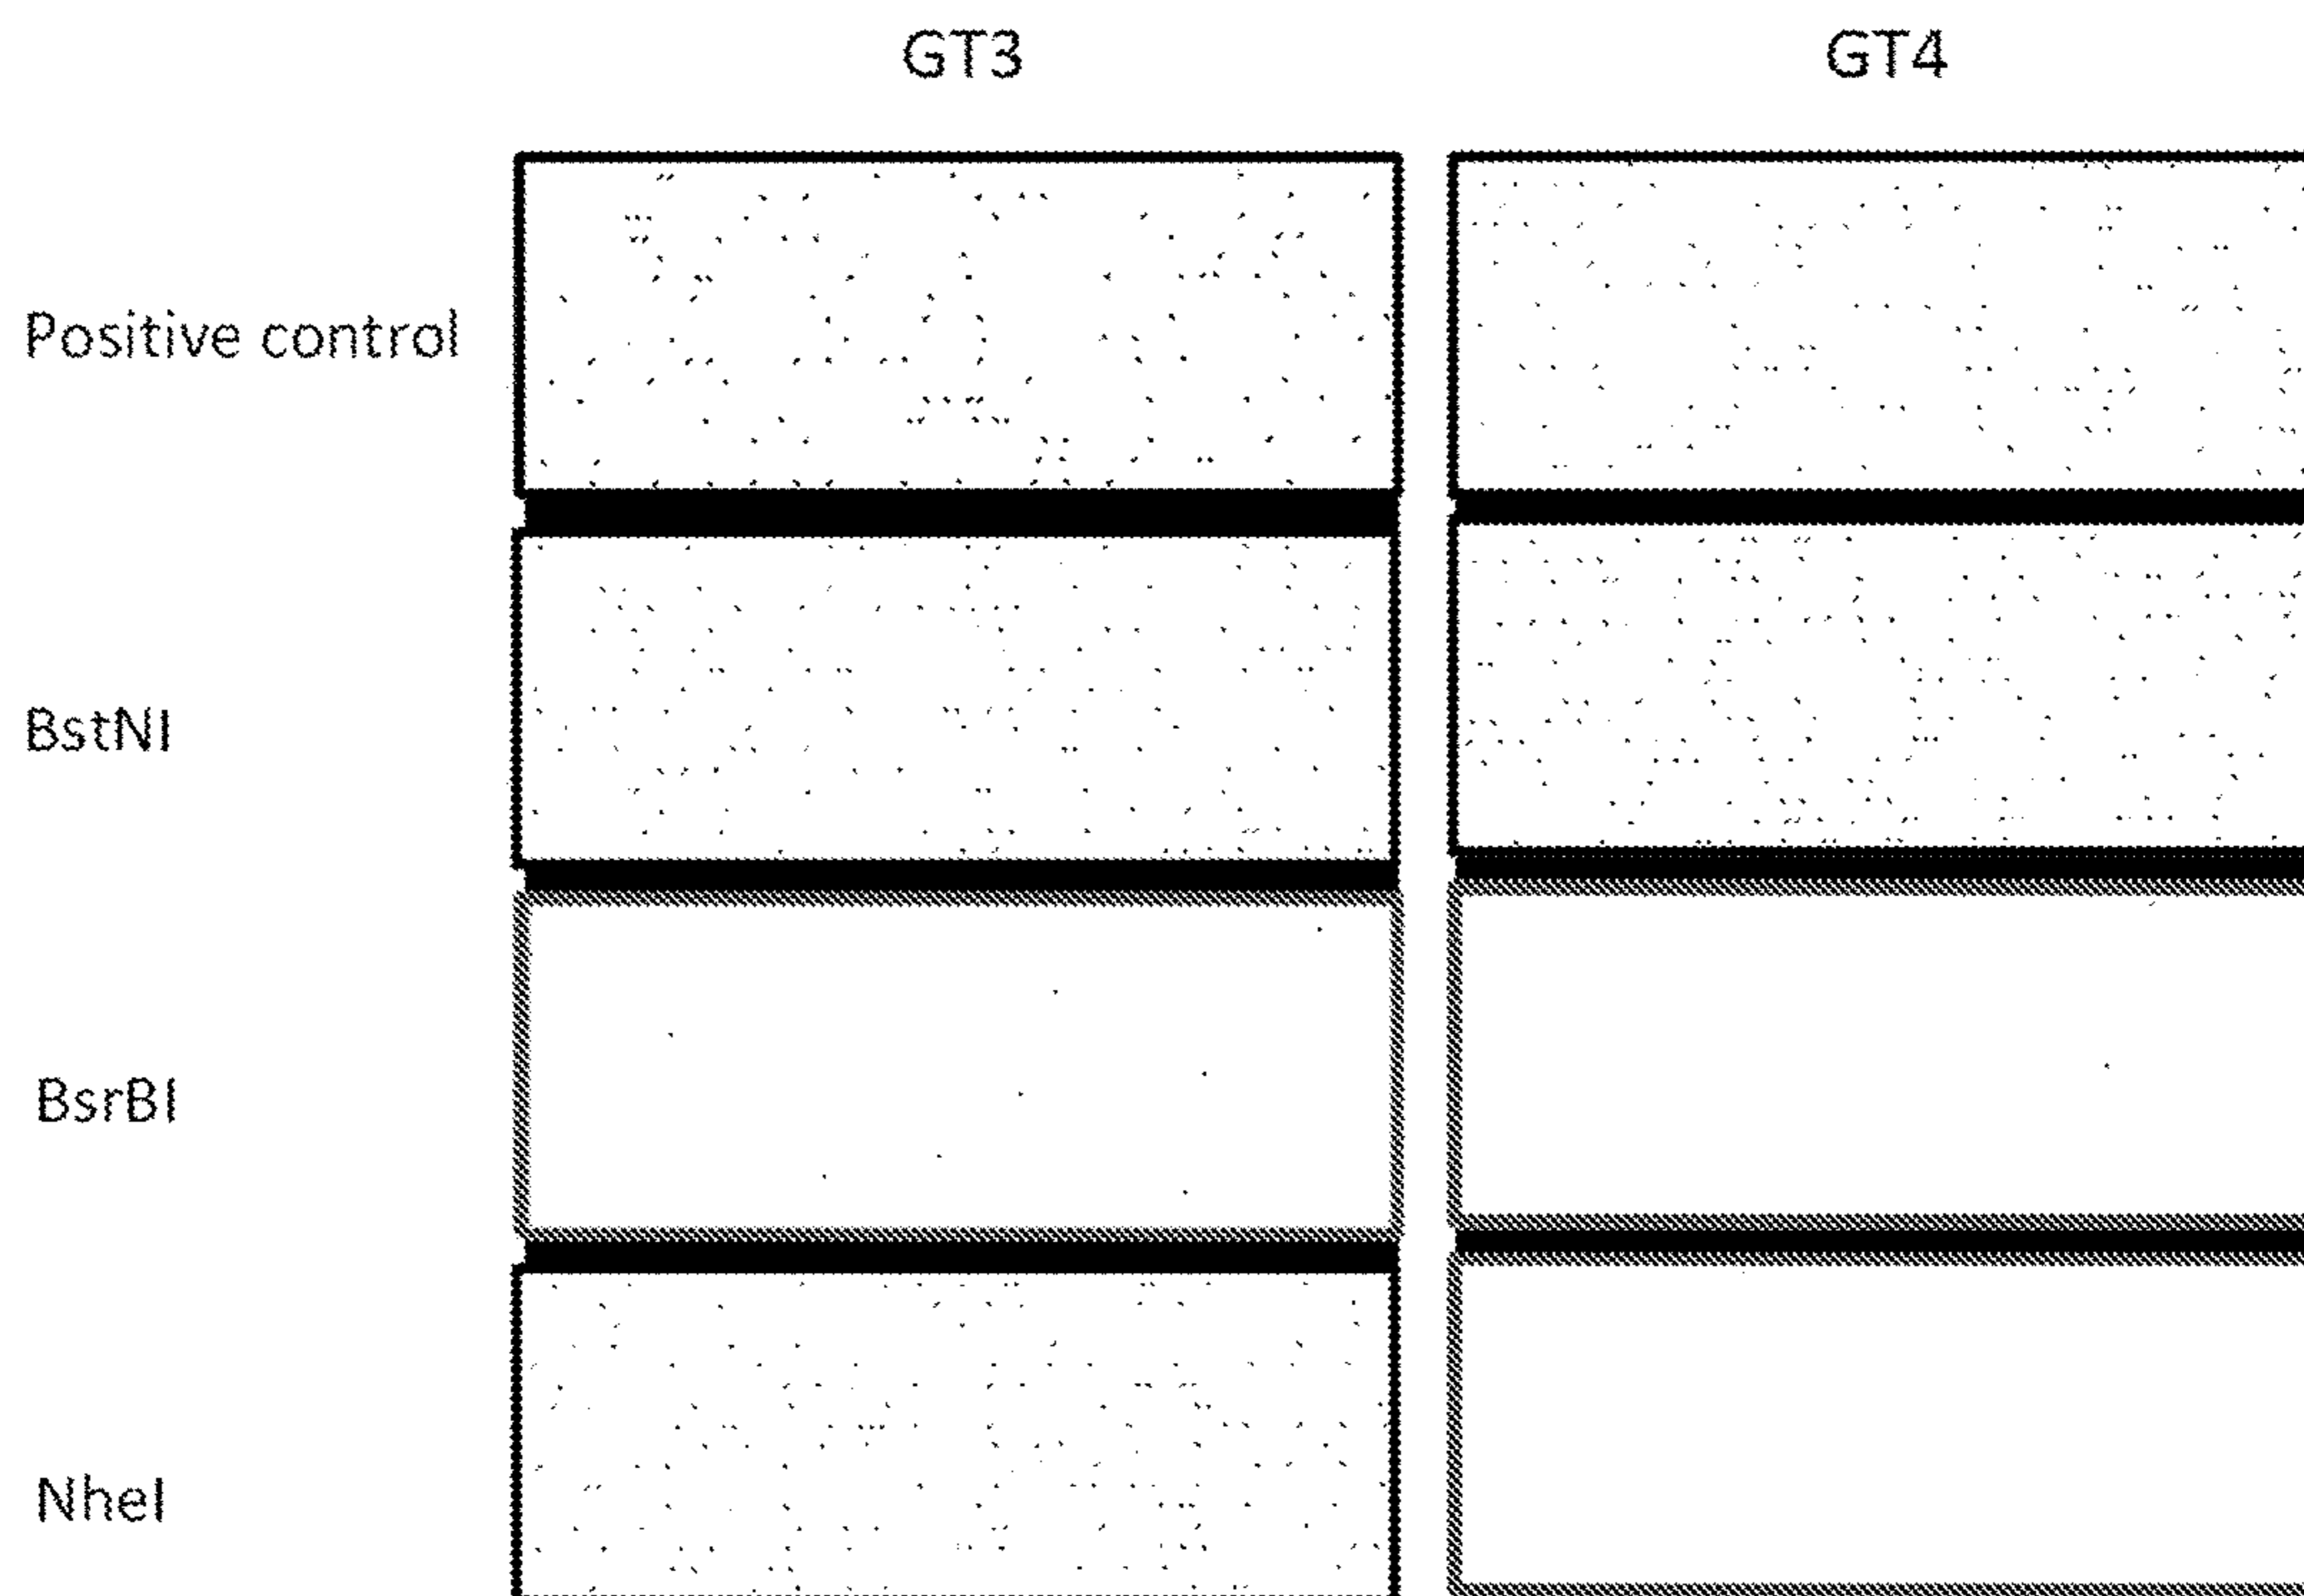 GT3 GT4
Positive control
BstNI
BsrBI
NheI